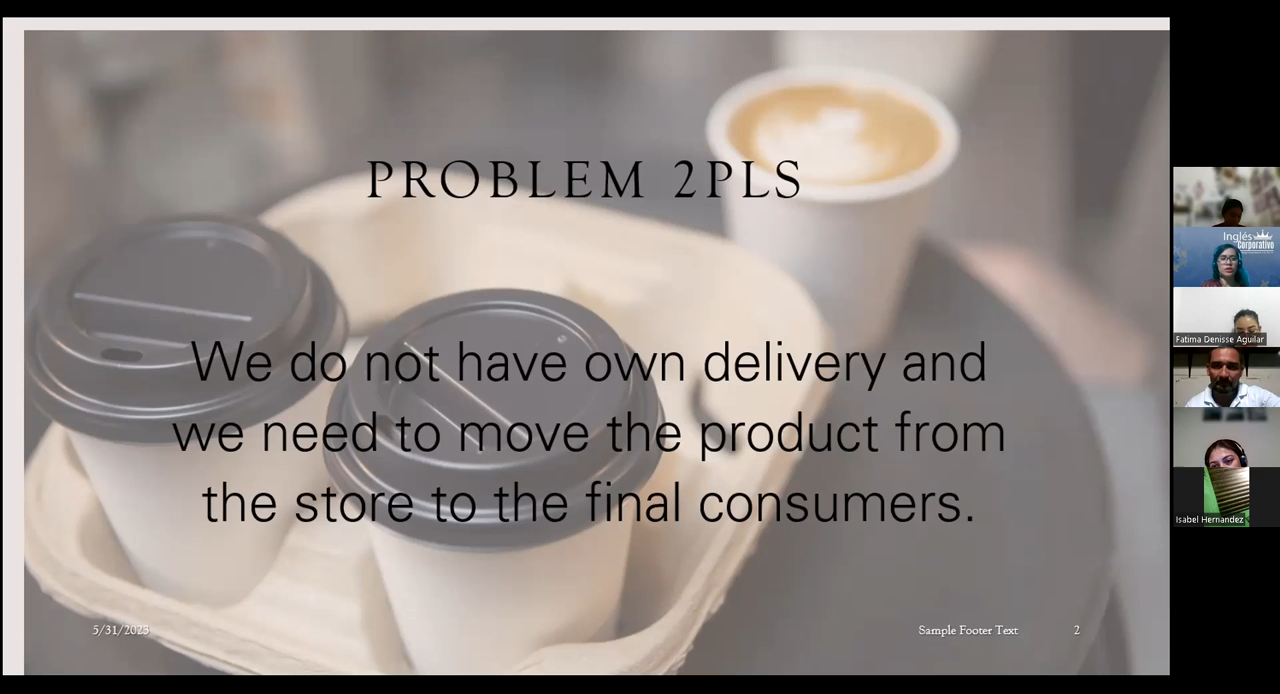 PROBLEM 2PLS
We do not have own delivery and
we need to move the product from
the store to the final consumers.
5/31/2023
Sample Footer Text
2
Inglés
Corporativo
Fatima Denisse Aguilar
Isabel Hernandez